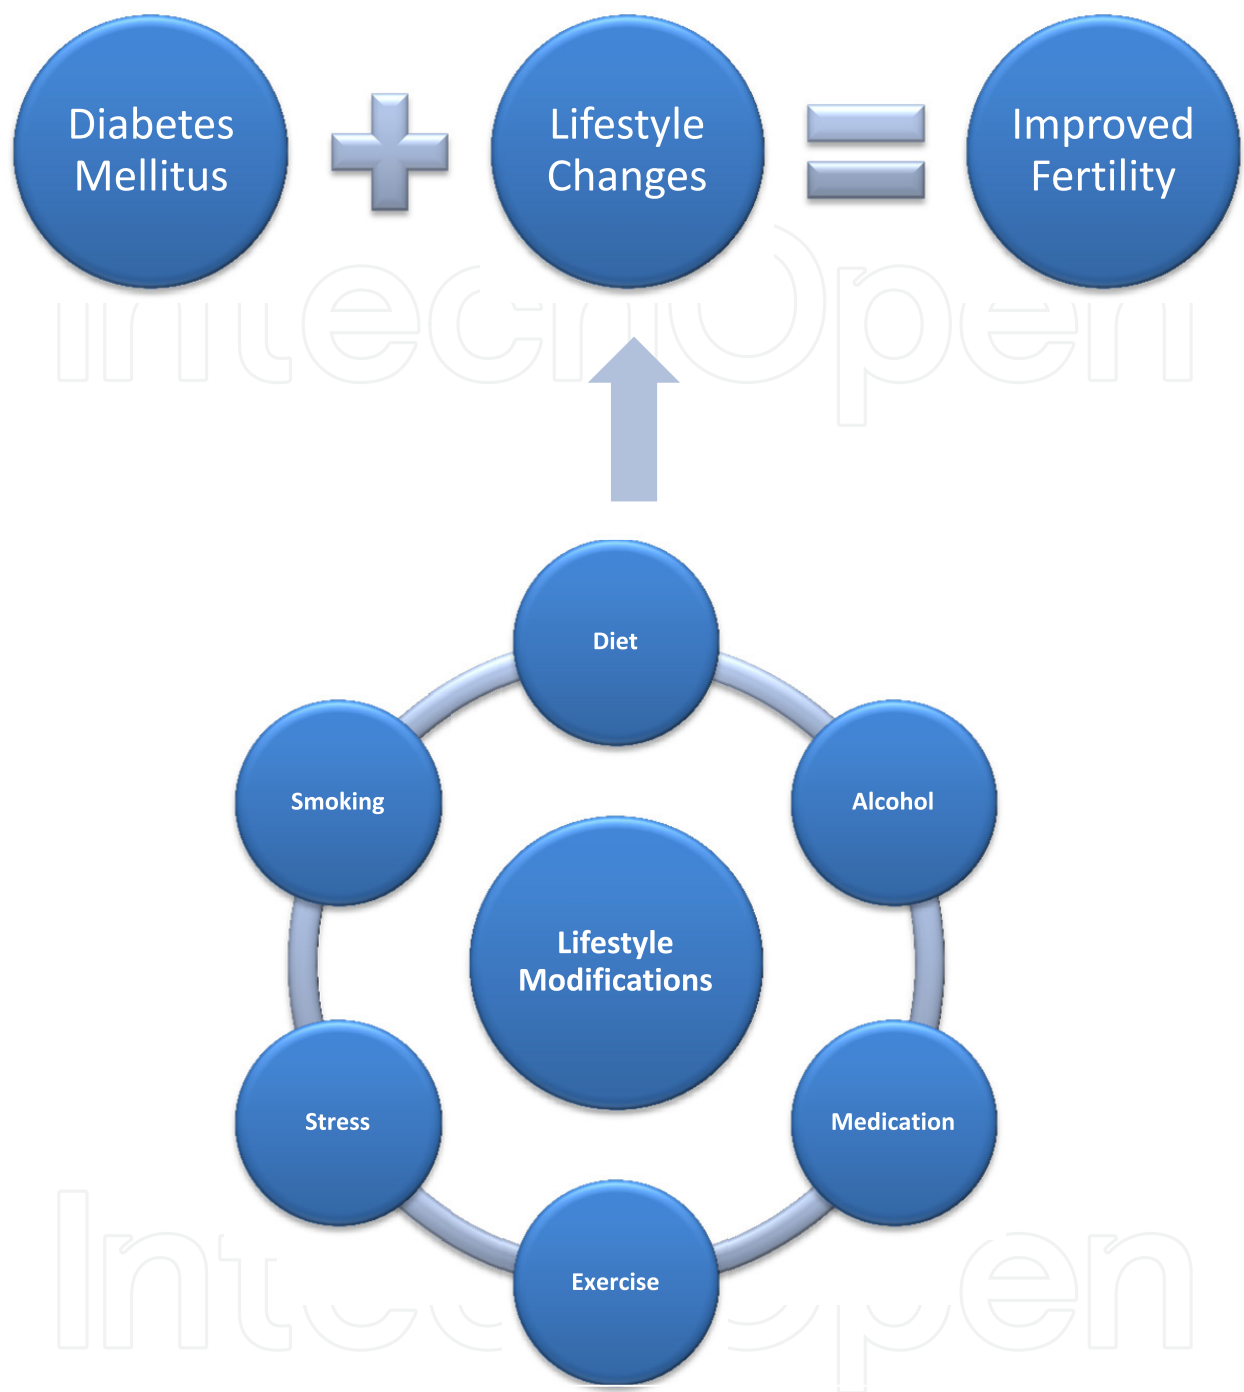 Diabetes
Mellitus
Lifestyle
Changes
Improved
Fertility
IntechOpen
Diet
Smoking
Alcohol
Lifestyle
Modifications
Stress
Medication
Exercise
IntechOpen